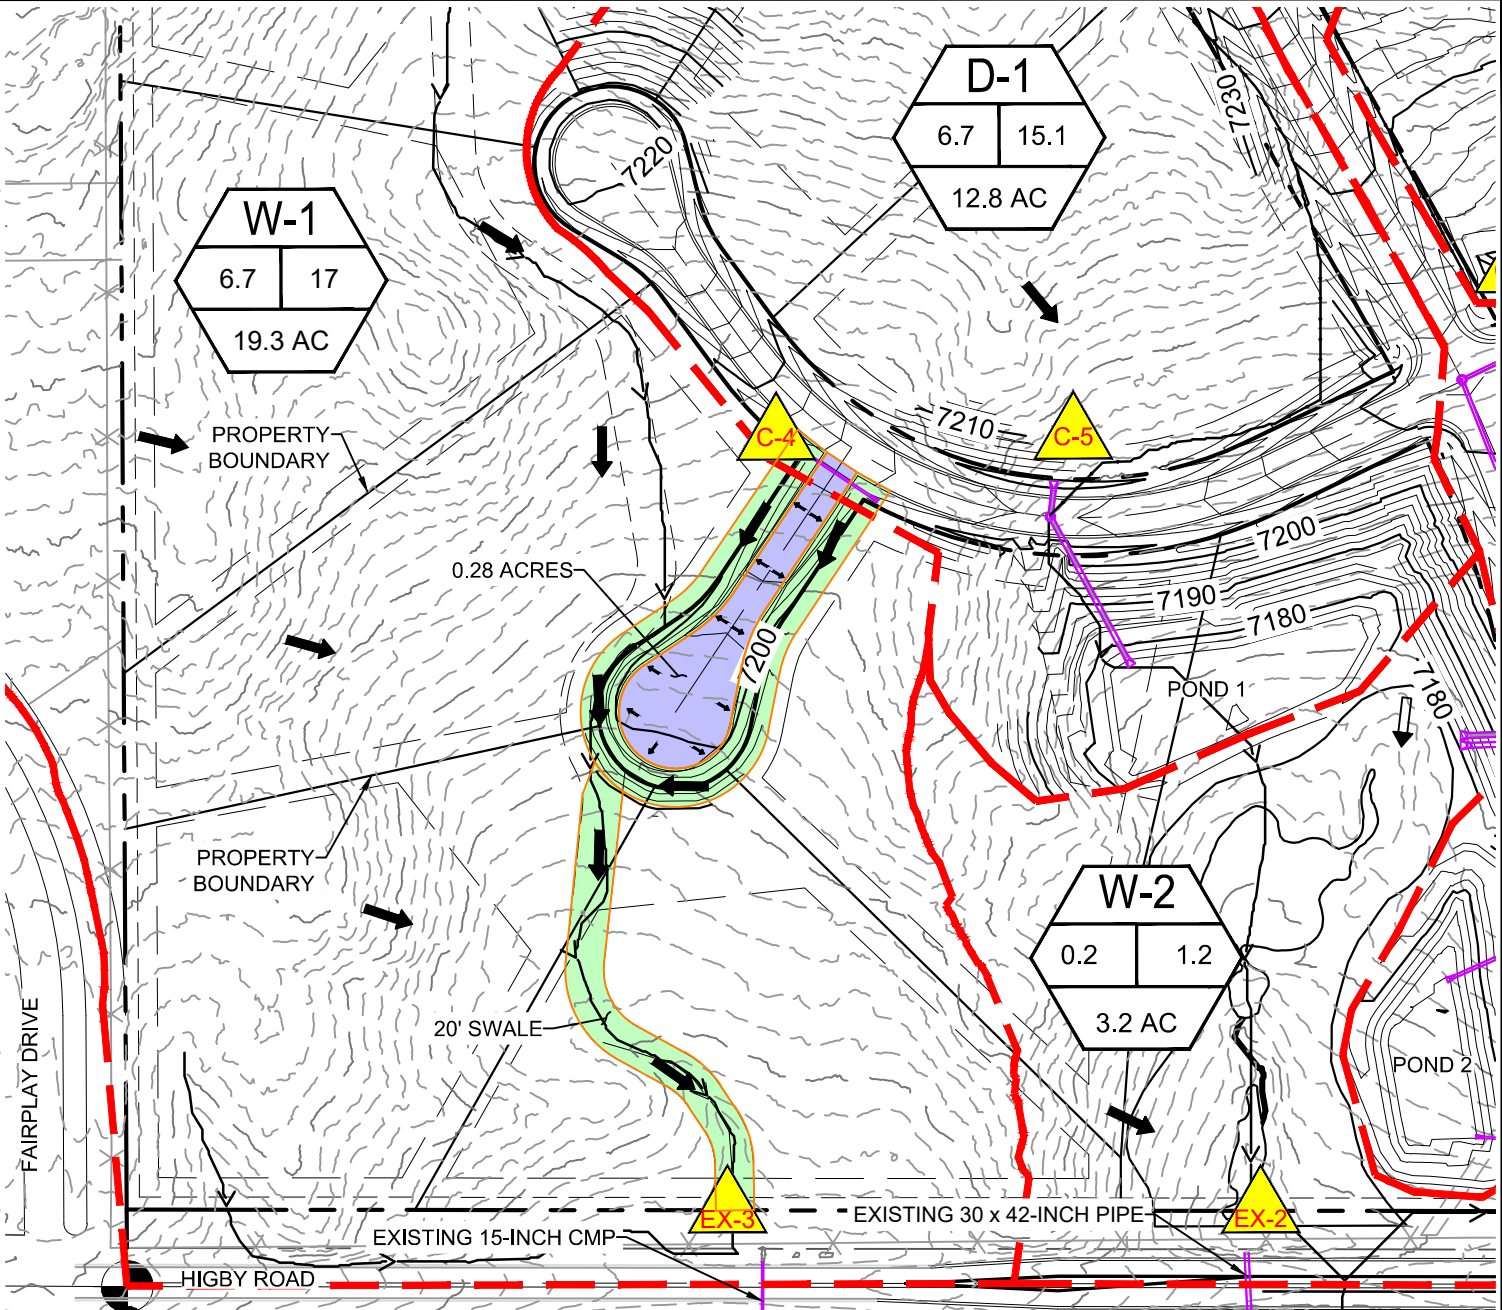 D-1
6.7 15.1
12.8 AC
7230
7220
W-1
6.7 17
19.3 AC
PROPERTY
BOUNDARY
C-4
7210
C-5
7200
0.28 ACRES
7190
7180
7200
POND 1
7180
PROPERTY
BOUNDARY
W-2
0.2 1.2
3.2 AC
20' SWALE
FAIRPLAY DRIVE
POND 2
EX-3
EXISTING 30 x 42-INCH PIPE
EX-2
EXISTING 15-INCH CMP
HIGBY ROAD